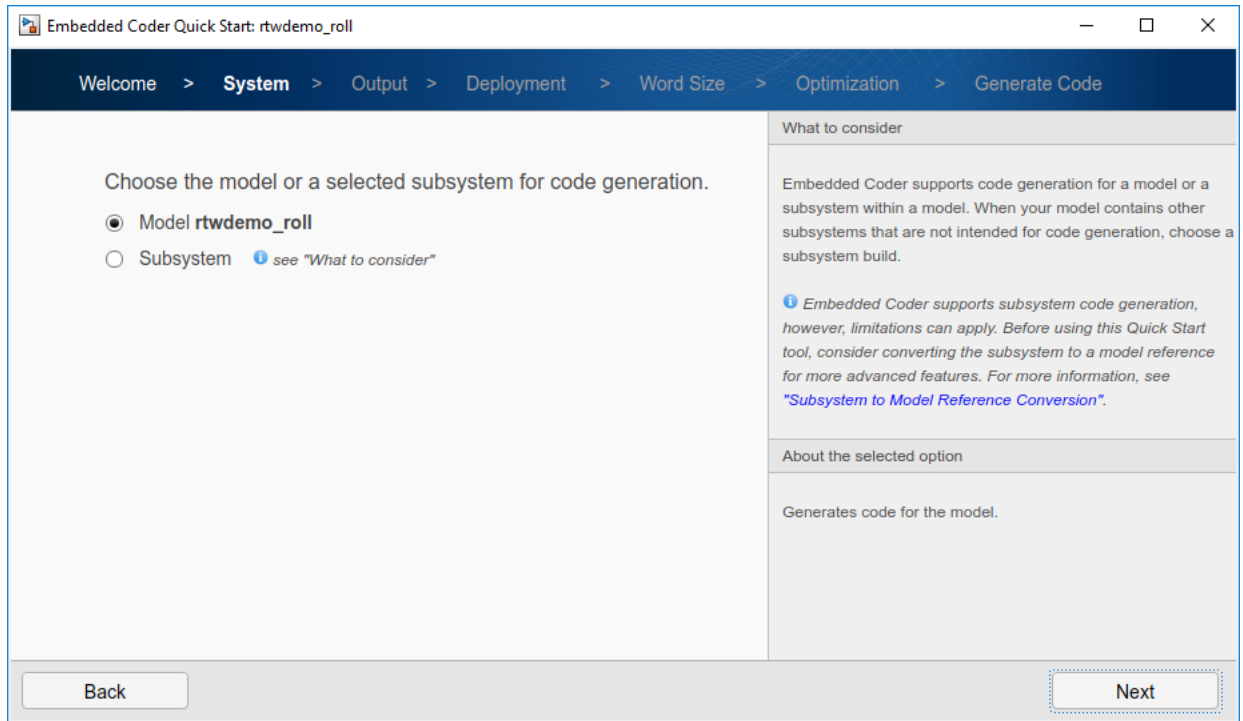 Embedded Coder Quick Start: rtwdemo_roll
Welcome > System > Output > Deployment > Word Size > Optimization > Generate Code
Choose the model or a selected subsystem for code generation.
Model rtwdemo_roll
Subsystem see "What to consider"
What to consider
Embedded Coder supports code generation for a model or a
subsystem within a model. When your model contains other
subsystems that are not intended for code generation, choose a
subsystem build.
Embedded Coder supports subsystem code generation,
however, limitations can apply. Before using this Quick Start
tool, consider converting the subsystem to a model reference
for more advanced features. For more information, see
"Subsystem to Model Reference Conversion".
About the selected option
Generates code for the model.
Back
Next